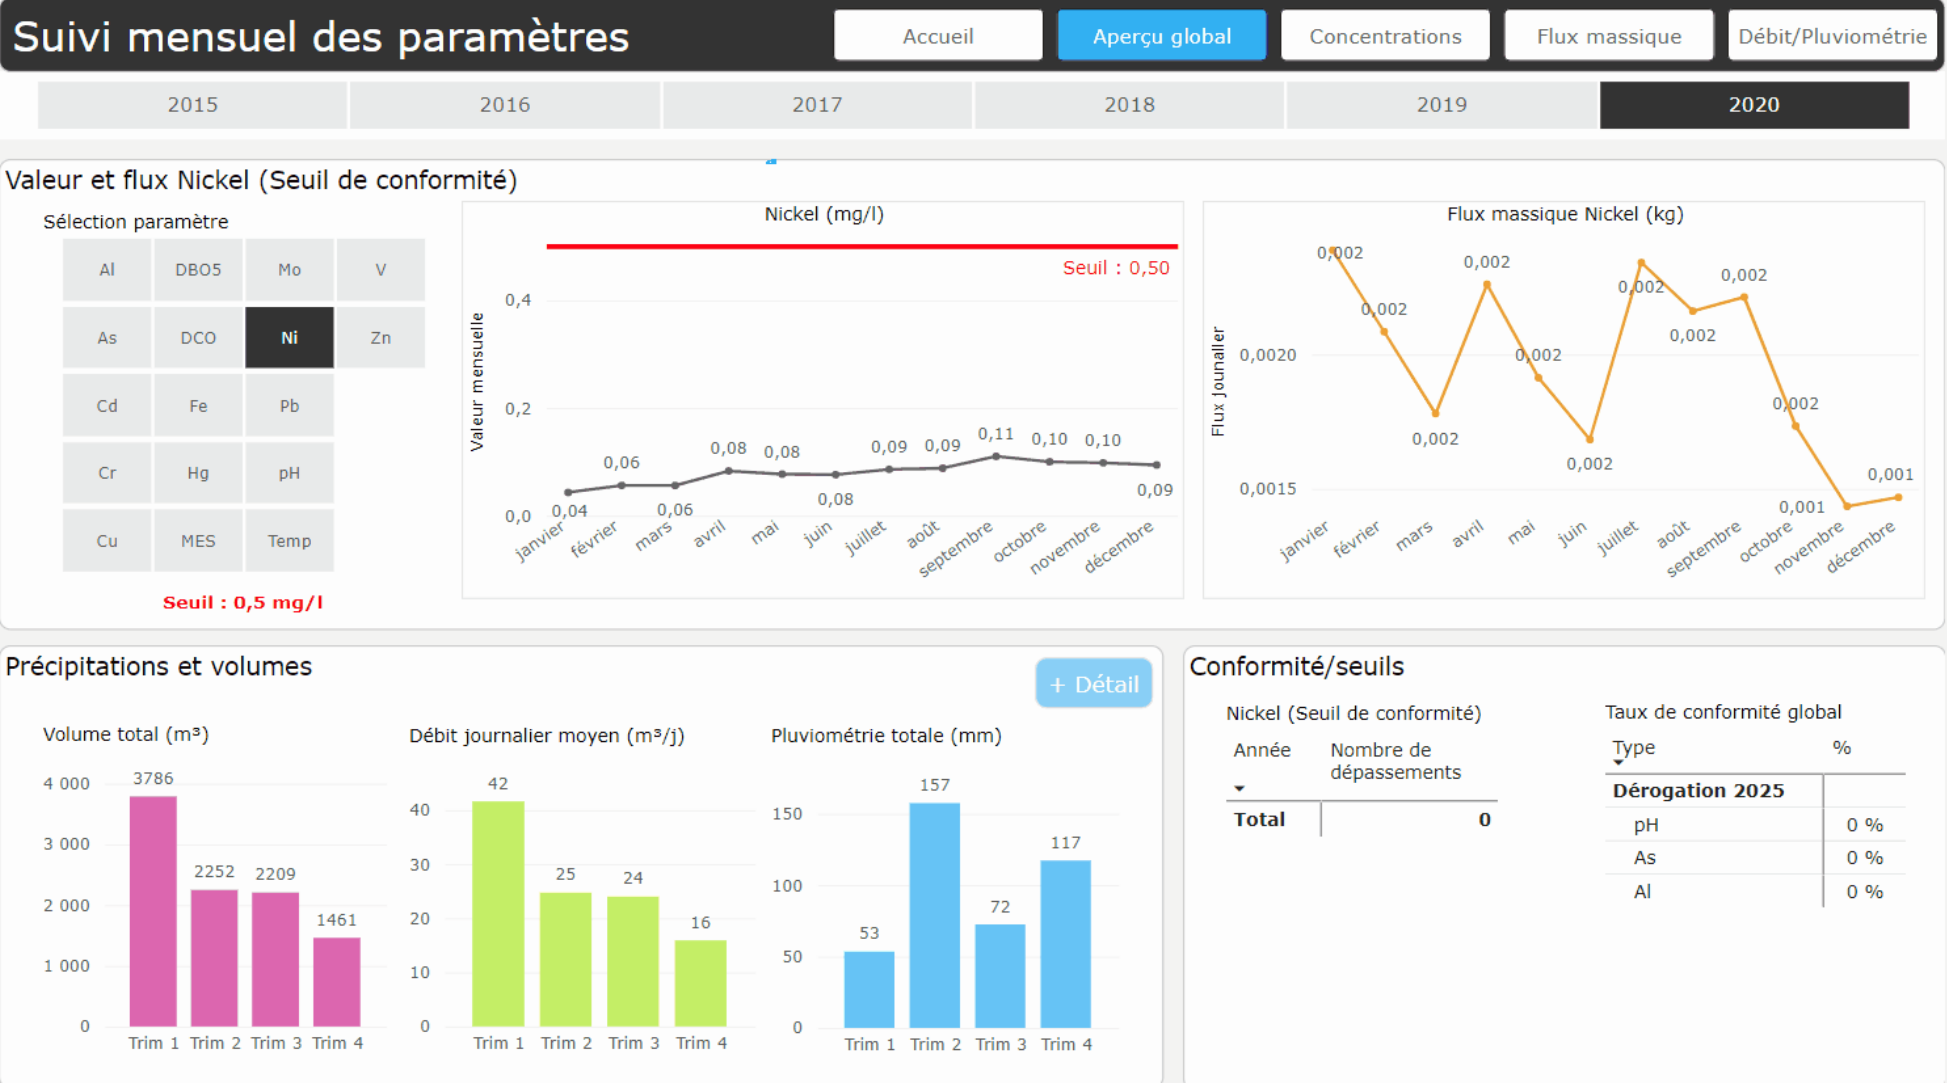 Suivi mensuel des paramètres
Accueil
Aperçu global
Concentrations
Flux massique
Débit/Pluviométrie
2015
2016
2017
2018
2019
2020
Valeur et flux Nickel (Seuil de conformité)
Sélection paramètre
Al
DBO5
Mo
V
As
DCO
Ni
Zn
Cd
Fe
Pb
Cr
Hg
pH
Cu
MES
Temp
Seuil : 0,5 mg/l
Nickel (mg/l)
Seuil : 0,50
Valeur mensuelle
0,4
0,2
0,0
0,04
0,06
0,06
0,08
0,08
0,08
0,09
0,09
0,11
0,10
0,10
0,09
janvier
février
mars
avril
mai
juin
juillet
août
septembre
octobre
novembre
décembre
Flux massique Nickel (kg)
Flux jounalier
0,0020
0,0015
0,002
0,002
0,002
0,002
0,002
0,002
0,002
0,002
0,002
0,002
0,001
0,001
janvier
février
mars
avril
mai
juin
juillet
août
septembre
octobre
novembre
décembre
Précipitations et volumes
+ Détail
Volume total (m³)
4 000
3 000
2 000
1 000
0
3786
2252
2209
1461
Trim 1
Trim 2
Trim 3
Trim 4
Débit journalier moyen (m³/j)
40
30
20
10
0
42
25
24
16
Trim 1
Trim 2
Trim 3
Trim 4
Pluviométrie totale (mm)
150
100
50
0
53
157
72
117
Trim 1
Trim 2
Trim 3
Trim 4
Conformité/seuils
Nickel (Seuil de conformité)
Année
Nombre de
dépassements
Total
0
Taux de conformité global
Type
%
Dérogation 2025
pH
0 %
As
0 %
Al
0 %